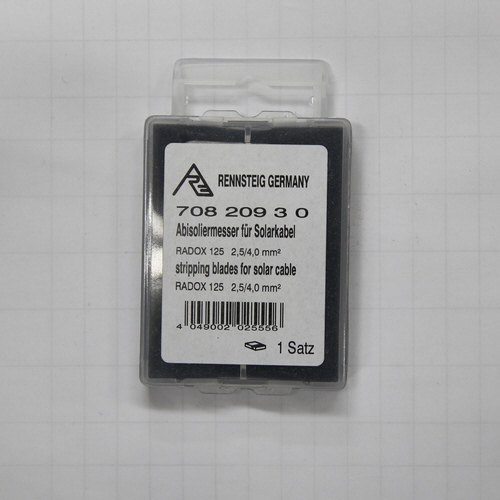 RE RENNSTEIG GERMANY
708 209 3 0
Abisoliermesser für Solarkabel
RADOX 125 2,5/4,0 mm²
stripping blades for solar cable
RADOX 125 2,5/4,0 mm²
4 049002 025556
1 Satz